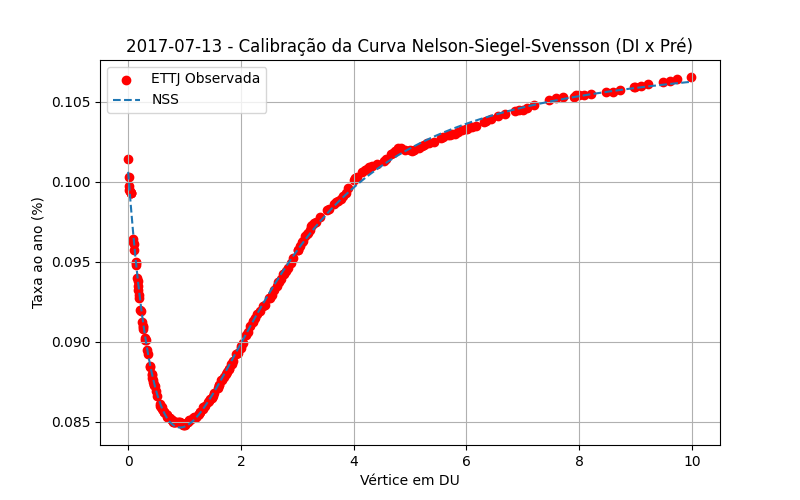 2017-07-13 - Calibração da Curva Nelson-Siegel-Svensson (DI x Pré)
ETTJ Observada
NSS
Taxa ao ano (%)
0.105
0.100
0.095
0.090
0.085
0 2 4 6 8 10
Vértice em DU